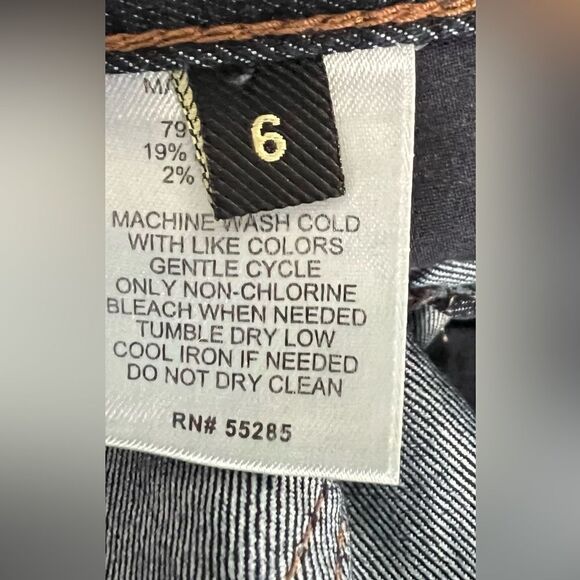 6
79
19%
2%
MACHINE WASH COLD
WITH LIKE COLORS
GENTLE CYCLE
ONLY NON-CHLORINE
BLEACH WHEN NEEDED
TUMBLE DRY LOW
COOL IRON IF NEEDED
DO NOT DRY CLEAN
RN# 55285